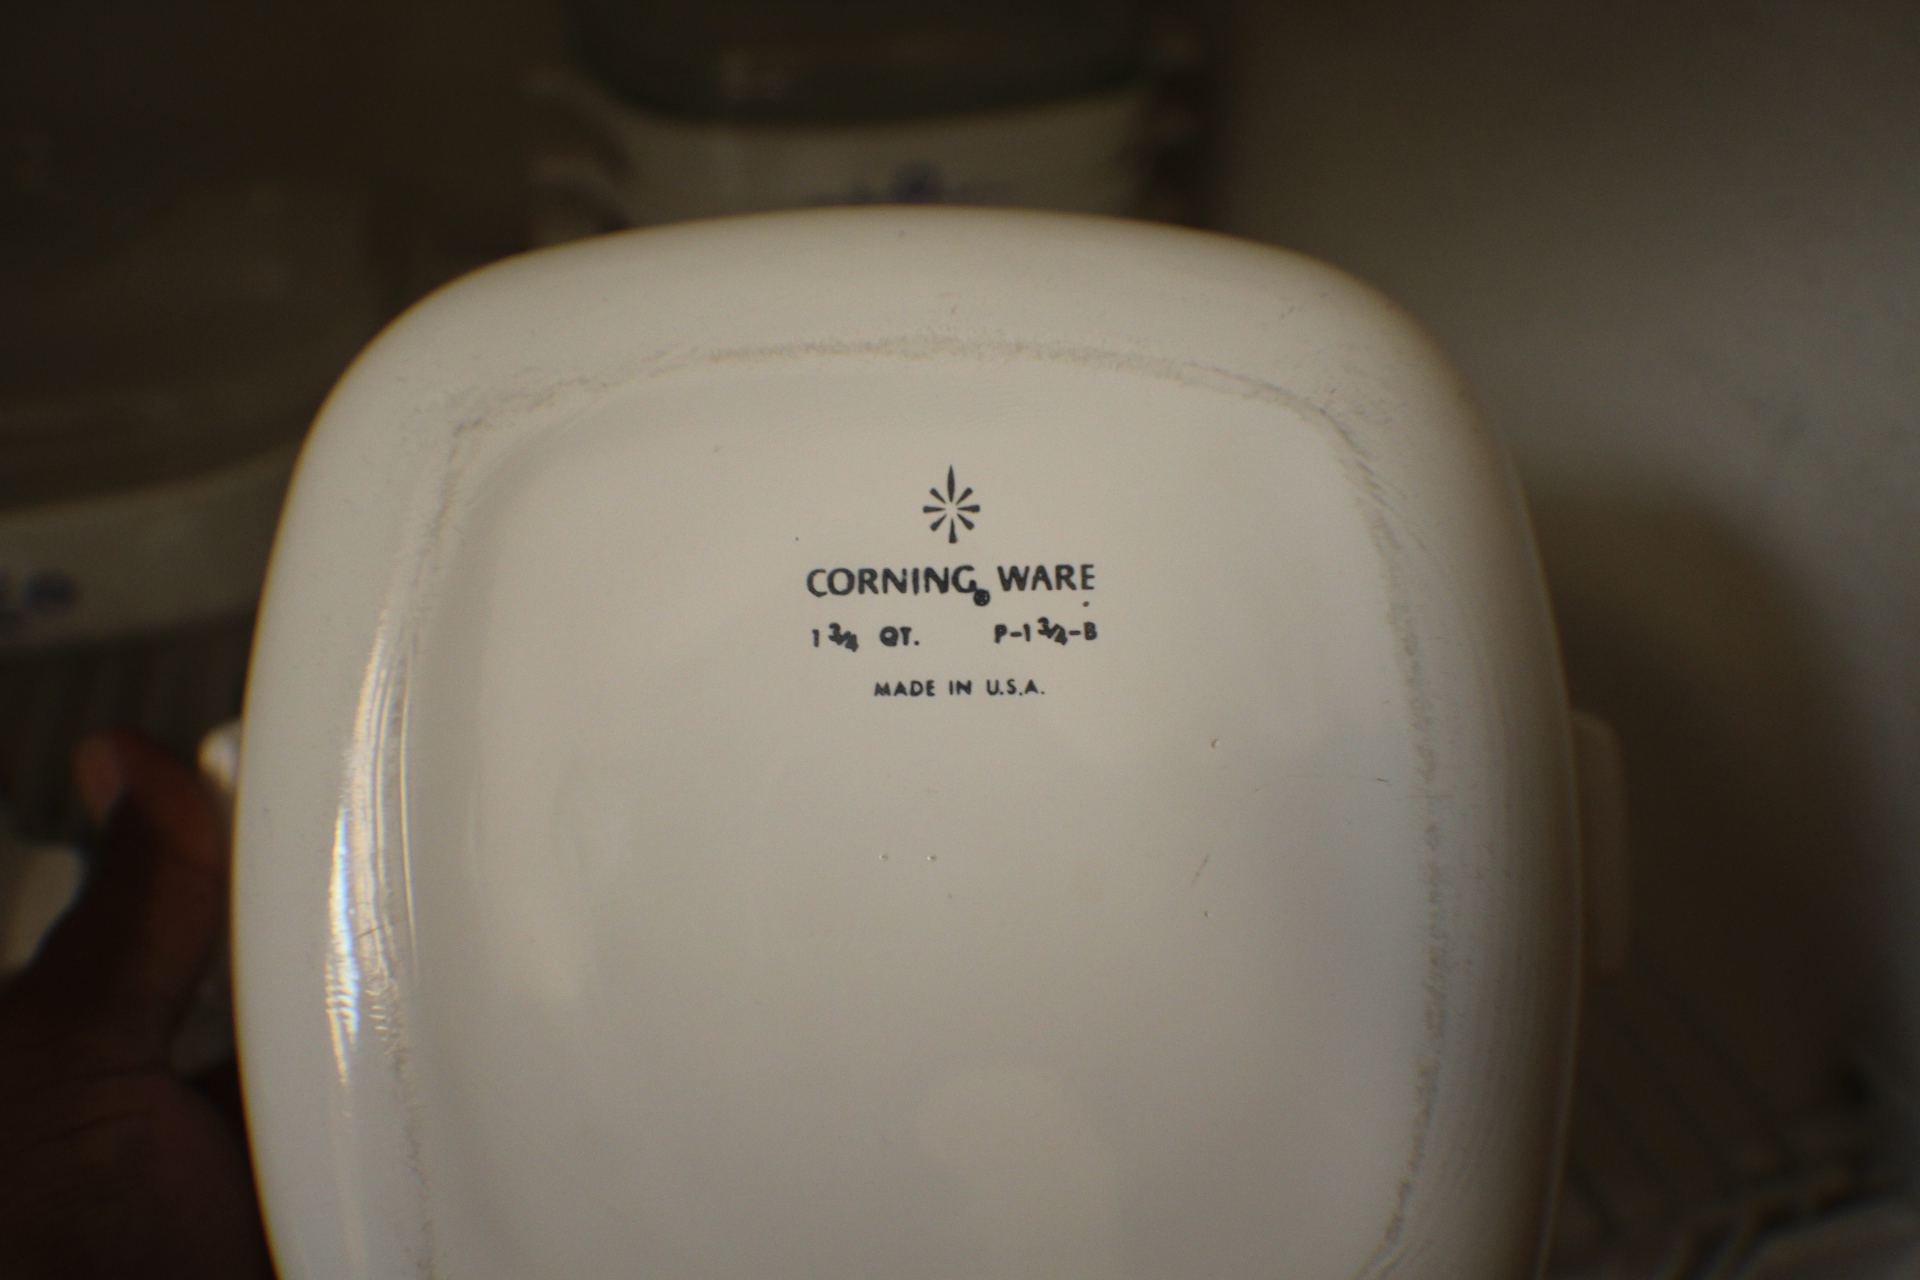 CORNING® WARE
1 3/4 QT. P-1 3/4-B
MADE IN U.S.A.